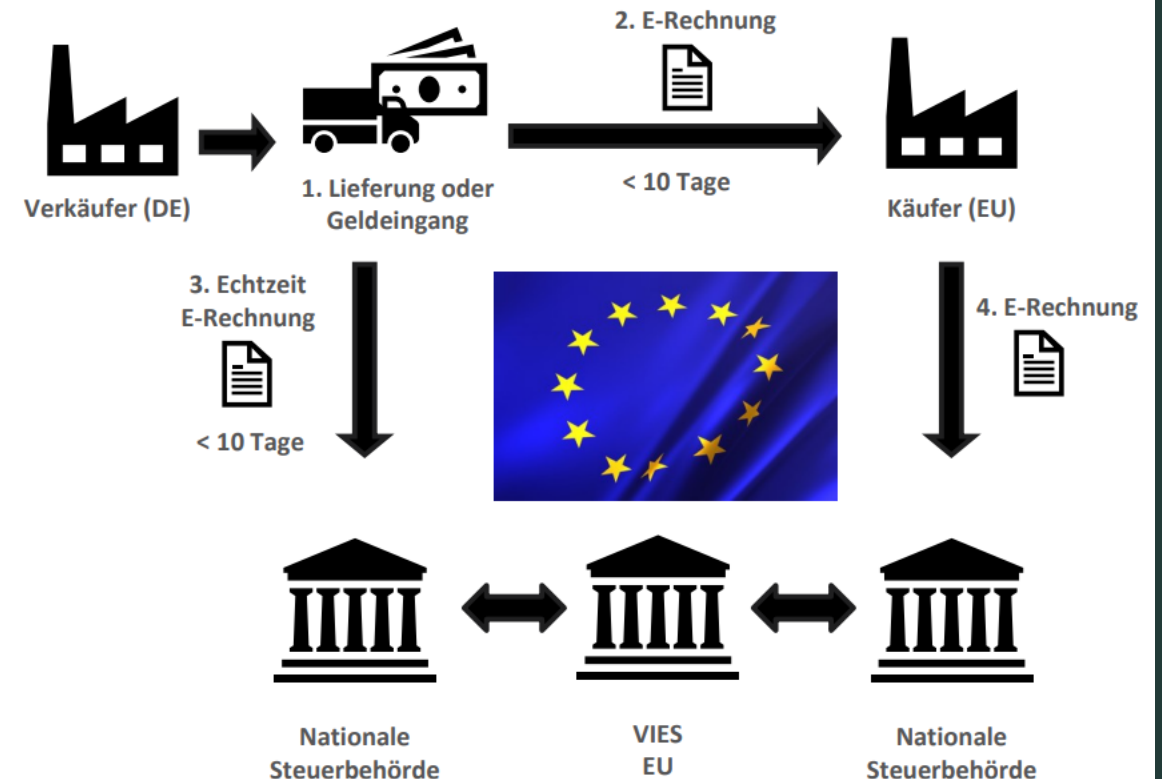 2. E-Rechnung
< 10 Tage
Verkäufer (DE)
1. Lieferung oder
Geldeingang
Käufer (EU)
3. Echtzeit
E-Rechnung
< 10 Tage
4. E-Rechnung
Nationale
Steuerbehörde
VIES
EU
Nationale
Steuerbehörde